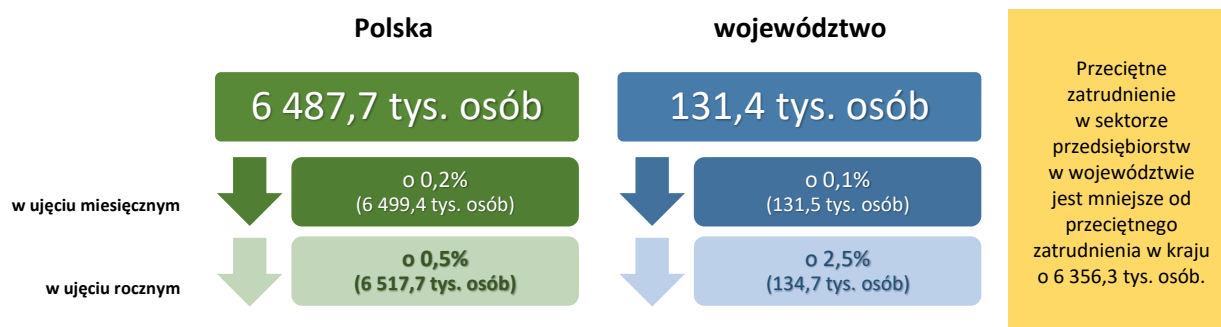 Polska
województwo
6 487,7 tys. osób
131,4 tys. osób
w ujęciu miesięcznym
o 0,2%
(6 499,4 tys. osób)
o 0,1%
(131,5 tys. osób)
w ujęciu rocznym
o 0,5%
(6 517,7 tys. osób)
o 2,5%
(134,7 tys. osób)
Przeciętne
zatrudnienie
w sektorze
przedsiębiorstw
w województwie
jest mniejsze od
przeciętnego
zatrudnienia w kraju
o 6 356,3 tys. osób.